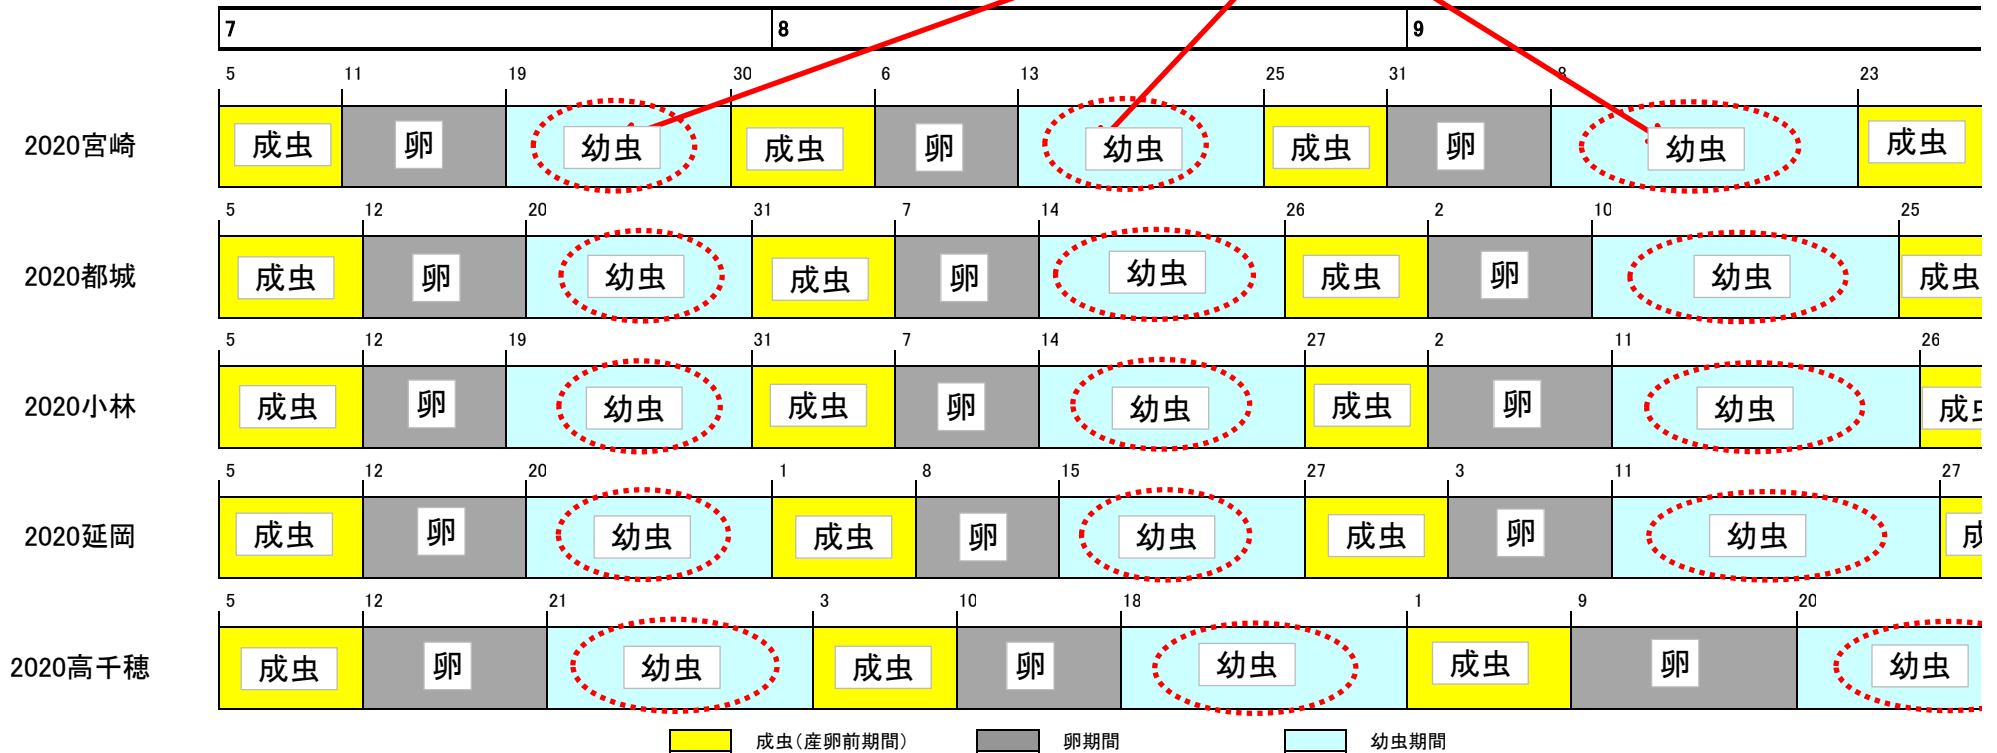 7 8 9
5 11 19 30 6 13 25 31 8 23
2020宮崎 成虫 卵 幼虫 成虫 卵 幼虫 成虫 卵 幼虫 成虫
5 12 20 31 7 14 26 2 10 25
2020都城 成虫 卵 幼虫 成虫 卵 幼虫 成虫 卵 幼虫 成虫
5 12 19 31 7 14 27 2 11 26
2020小林 成虫 卵 幼虫 成虫 卵 幼虫 成虫 卵 幼虫 成虫
5 12 20 1 8 15 27 3 11 27
2020延岡 成虫 卵 幼虫 成虫 卵 幼虫 成虫 卵 幼虫 成
5 12 21 3 10 18 1 9 20
2020高千穂 成虫 卵 幼虫 成虫 卵 幼虫 成虫 卵 幼虫
成虫(産卵前期間) 卵期間 幼虫期間